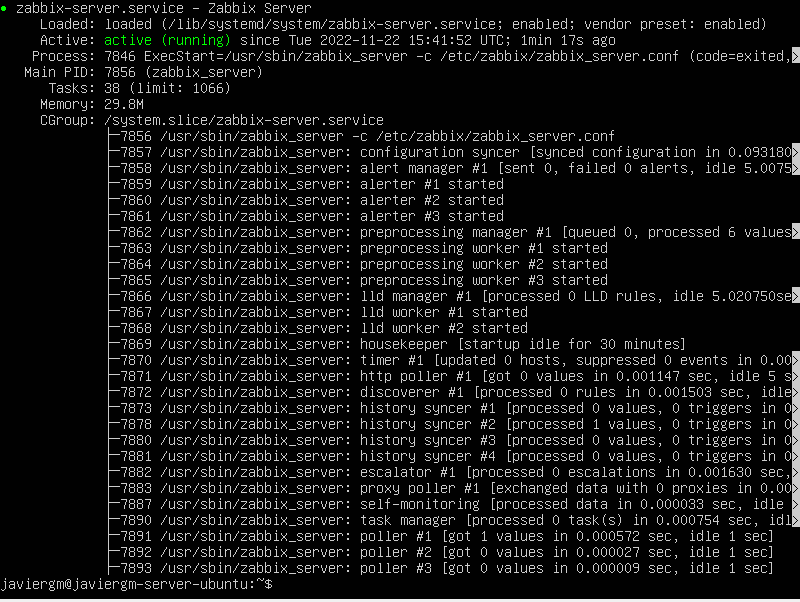 ● zabbix-server.service - Zabbix Server
Loaded: loaded (/lib/systemd/system/zabbix-server.service; enabled; vendor preset: enabled)
Active: active (running) since Tue 2022-11-22 15:41:52 UTC; 1min 17s ago
Process: 7846 ExecStart=/usr/sbin/zabbix_server -c /etc/zabbix/zabbix_server.conf (code=exited,>
Main PID: 7856 (zabbix_server)
Tasks: 38 (limit: 1066)
Memory: 29.8M
CGroup: /system.slice/zabbix-server.service
├─7856 /usr/sbin/zabbix_server -c /etc/zabbix/zabbix_server.conf
├─7857 /usr/sbin/zabbix_server: configuration syncer [synced configuration in 0.093180>
├─7858 /usr/sbin/zabbix_server: alert manager #1 [sent 0, failed 0 alerts, idle 5.0075>
├─7859 /usr/sbin/zabbix_server: alerter #1 started
├─7860 /usr/sbin/zabbix_server: alerter #2 started
├─7861 /usr/sbin/zabbix_server: alerter #3 started
├─7862 /usr/sbin/zabbix_server: preprocessing manager #1 [queued 0, processed 6 values>
├─7863 /usr/sbin/zabbix_server: preprocessing worker #1 started
├─7864 /usr/sbin/zabbix_server: preprocessing worker #2 started
├─7865 /usr/sbin/zabbix_server: preprocessing worker #3 started
├─7866 /usr/sbin/zabbix_server: lld manager #1 [processed 0 LLD rules, idle 5.020750se>
├─7867 /usr/sbin/zabbix_server: lld worker #1 started
├─7868 /usr/sbin/zabbix_server: lld worker #2 started
├─7869 /usr/sbin/zabbix_server: housekeeper [startup idle for 30 minutes]
├─7870 /usr/sbin/zabbix_server: timer #1 [updated 0 hosts, suppressed 0 events in 0.00>
├─7871 /usr/sbin/zabbix_server: http poller #1 [got 0 values in 0.001147 sec, idle 5 s>
├─7872 /usr/sbin/zabbix_server: discoverer #1 [processed 0 rules in 0.001503 sec, idle>
├─7873 /usr/sbin/zabbix_server: history syncer #1 [processed 0 values, 0 triggers in 0>
├─7878 /usr/sbin/zabbix_server: history syncer #2 [processed 1 values, 0 triggers in 0>
├─7880 /usr/sbin/zabbix_server: history syncer #3 [processed 0 values, 0 triggers in 0>
├─7881 /usr/sbin/zabbix_server: history syncer #4 [processed 0 values, 0 triggers in 0>
├─7882 /usr/sbin/zabbix_server: escalator #1 [processed 0 escalations in 0.001630 sec,>
├─7883 /usr/sbin/zabbix_server: proxy poller #1 [exchanged data with 0 proxies in 0.00>
├─7887 /usr/sbin/zabbix_server: self-monitoring [processed data in 0.000033 sec, idle >
├─7890 /usr/sbin/zabbix_server: task manager [processed 0 task(s) in 0.000754 sec, idl>
├─7891 /usr/sbin/zabbix_server: poller #1 [got 1 values in 0.000572 sec, idle 1 sec]
├─7892 /usr/sbin/zabbix_server: poller #2 [got 0 values in 0.000027 sec, idle 1 sec]
├─7893 /usr/sbin/zabbix_server: poller #3 [got 0 values in 0.000009 sec, idle 1 sec]
javiergm@javiergm-server-ubuntu:~$